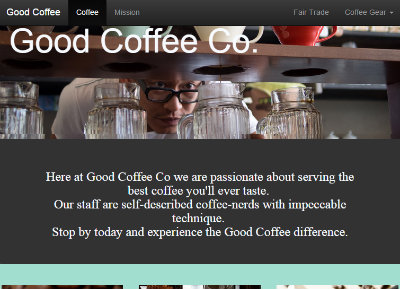 Good Coffee Coffee Mission Fair Trade Coffee Gear
Good Coffee Co.
Here at Good Coffee Co we are passionate about serving the
best coffee you'll ever taste.
Our staff are self-described coffee-nerds with impeccable
technique.
Stop by today and experience the Good Coffee difference.